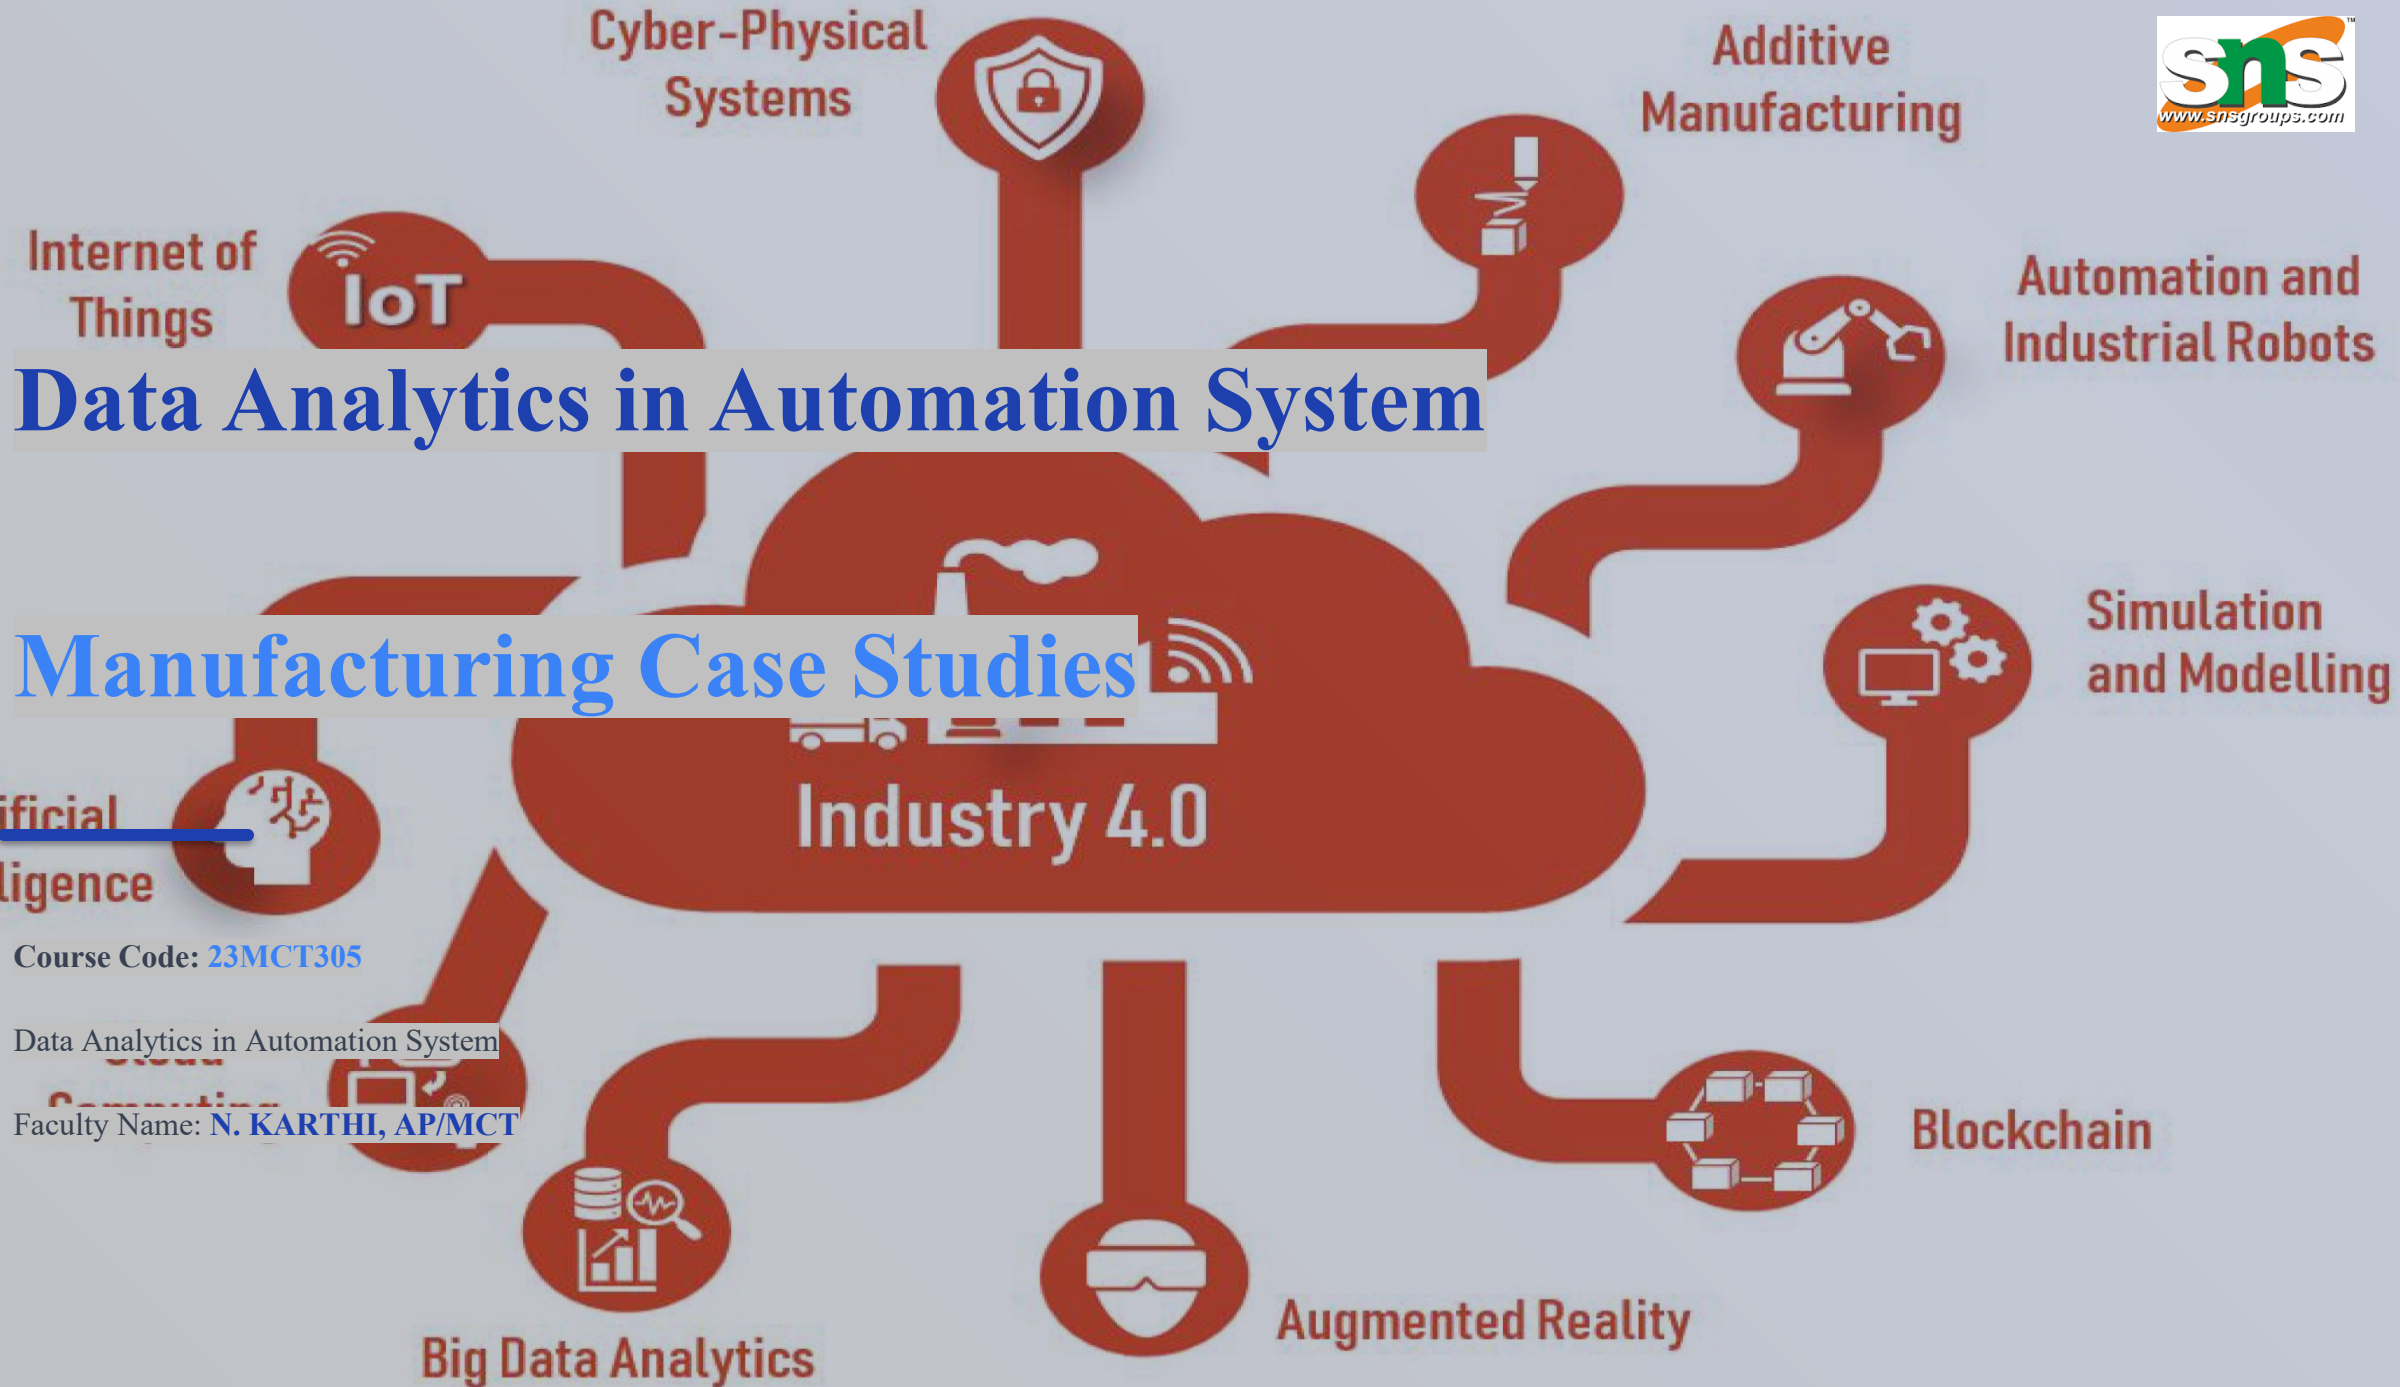 Cyber-Physical
Systems
Additive
Manufacturing
sns
www.snsgroups.com
™
Internet of
Things
IoT
Automation and
Industrial Robots
Data Analytics in Automation System
Simulation
and Modelling
Manufacturing Case Studies
Industry 4.0
ificial
ligence
Course Code: 23MCT305
Data Analytics in Automation System
Faculty Name: N. KARTHI, AP/MCT
Blockchain
Augmented Reality
Big Data Analytics